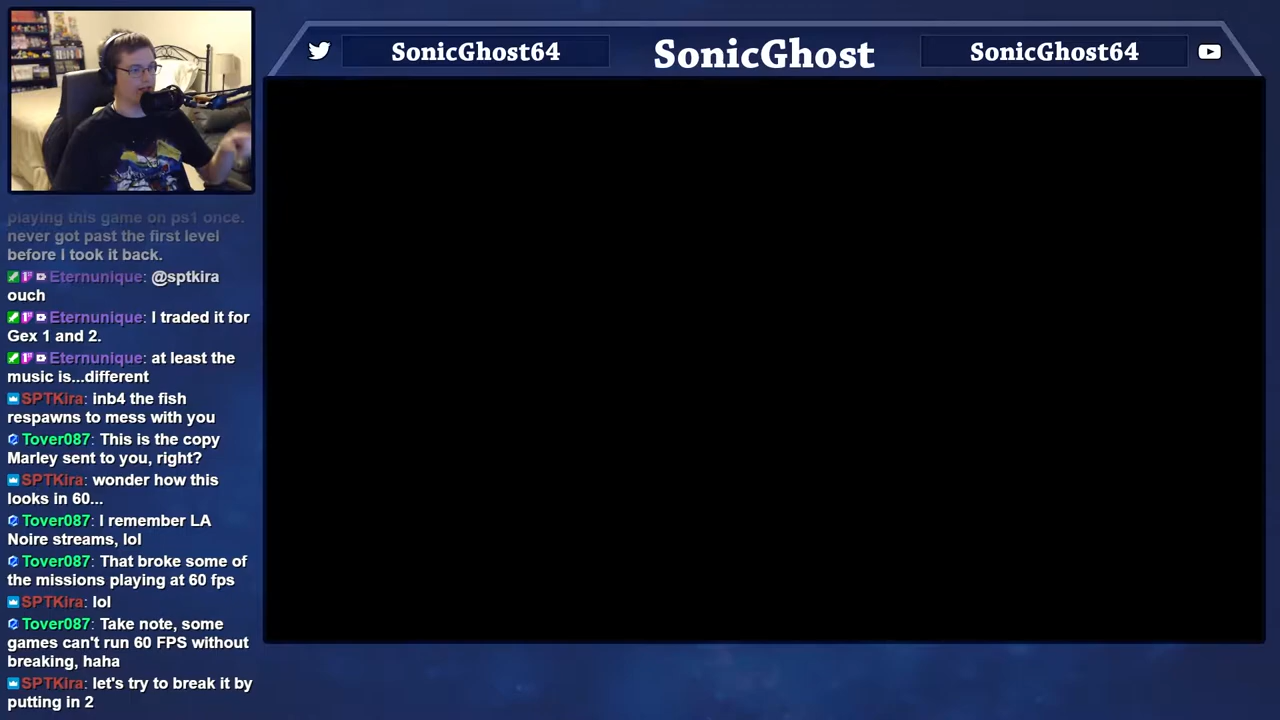 SonicGhost64
SonicGhost
SonicGhost64
playing this game on ps1 once.
never got past the first level
before I took it back.
Eternunique: @sptkira
ouch
Eternunique: I traded it for
Gex 1 and 2.
Eternunique: at least the
music is...different
SPTKira: inb4 the fish
respawns to mess with you
Tover087: This is the copy
Marley sent to you, right?
SPTKira: wonder how this
looks in 60...
Tover087: I remember LA
Noire streams, lol
Tover087: That broke some of
the missions playing at 60 fps
SPTKira: lol
Tover087: Take note, some
games can't run 60 FPS without
breaking, haha
SPTKira: let's try to break it by
putting in 2